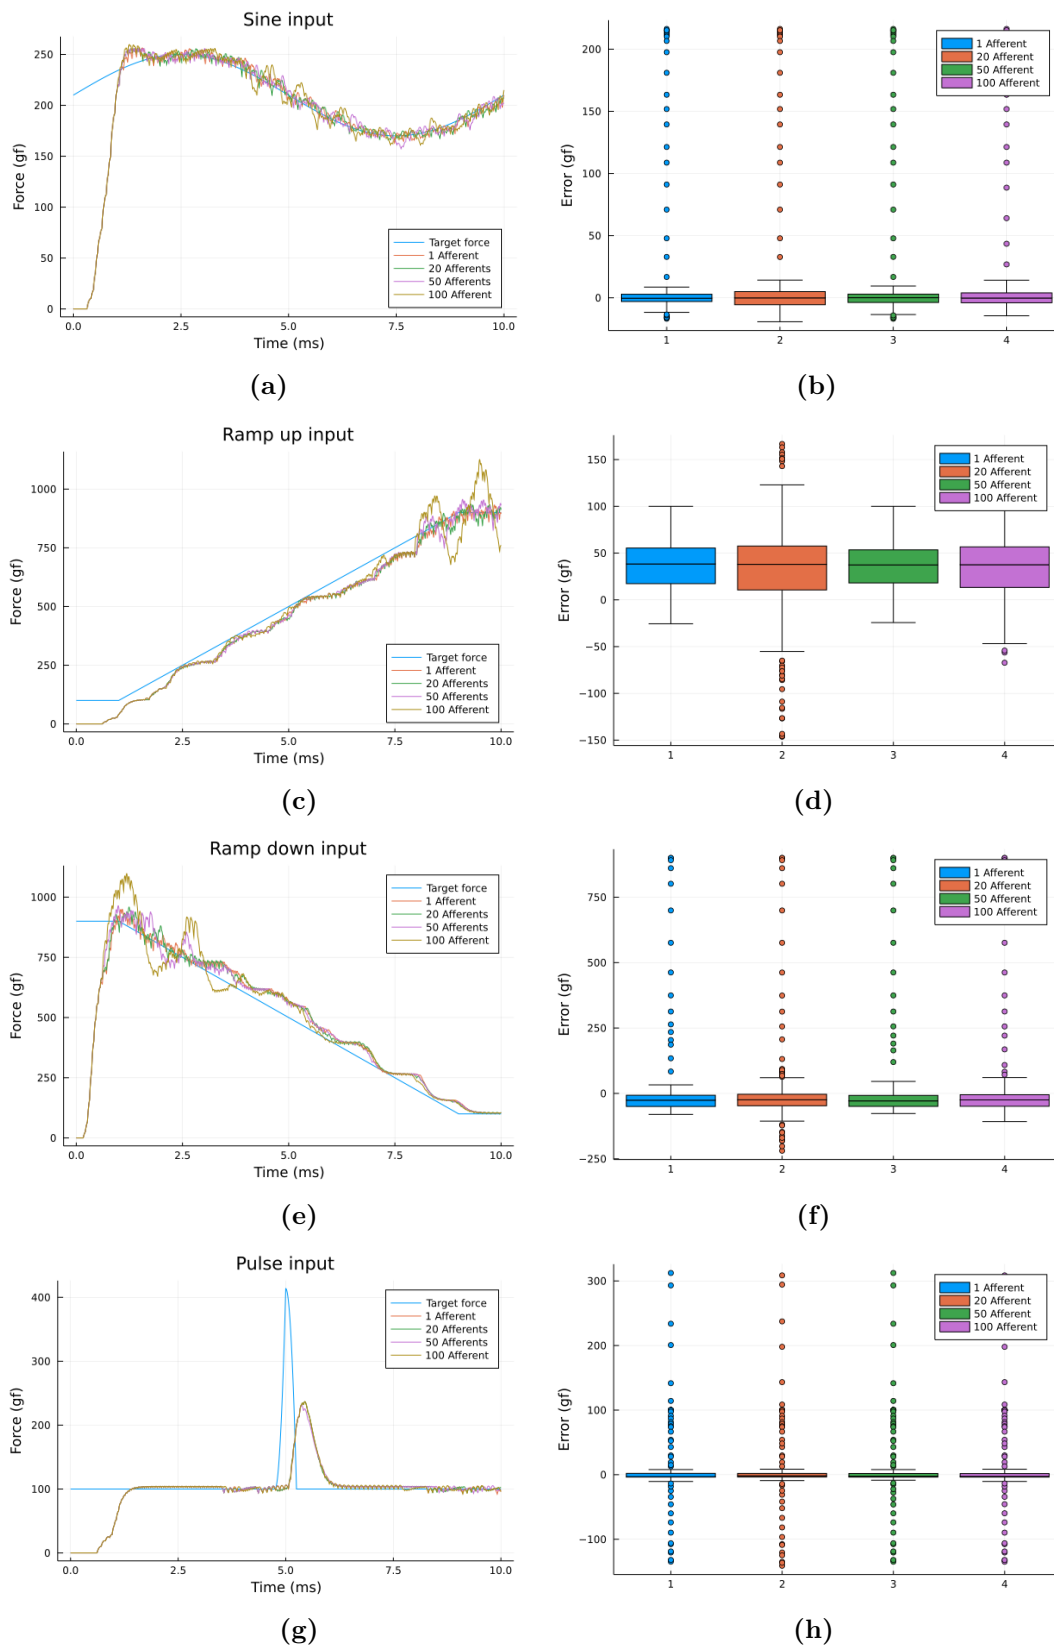 Sine input
Force (gf)
250
200
150
100
50
0
Target force
1 Afferent
20 Afferents
50 Afferents
100 Afferent
0.0 2.5 5.0 7.5 10.0
Time (ms)
(a)
Error (gf)
200
100
50
0
1 Afferent
20 Afferent
50 Afferent
100 Afferent
1 2 3 4
(b)
Ramp up input
Force (gf)
1000
750
500
250
0
Target force
1 Afferent
20 Afferents
50 Afferents
100 Afferent
0.0 2.5 5.0 7.5 10.0
Time (ms)
(c)
Error (gf)
150
100
50
0
−50
−100
−150
1 Afferent
20 Afferent
50 Afferent
100 Afferent
1 2 3 4
(d)
Ramp down input
Force (gf)
1000
750
500
250
0
Target force
1 Afferent
20 Afferents
50 Afferents
100 Afferent
0.0 2.5 5.0 7.5 10.0
Time (ms)
(e)
Error (gf)
750
500
250
0
−250
1 Afferent
20 Afferent
50 Afferent
100 Afferent
1 2 3 4
(f)
Pulse input
Force (gf)
400
300
200
100
0
Target force
1 Afferent
20 Afferents
50 Afferents
100 Afferent
0.0 2.5 5.0 7.5 10.0
Time (ms)
(g)
Error (gf)
300
200
100
0
−100
1 Afferent
20 Afferent
50 Afferent
100 Afferent
1 2 3 4
(h)